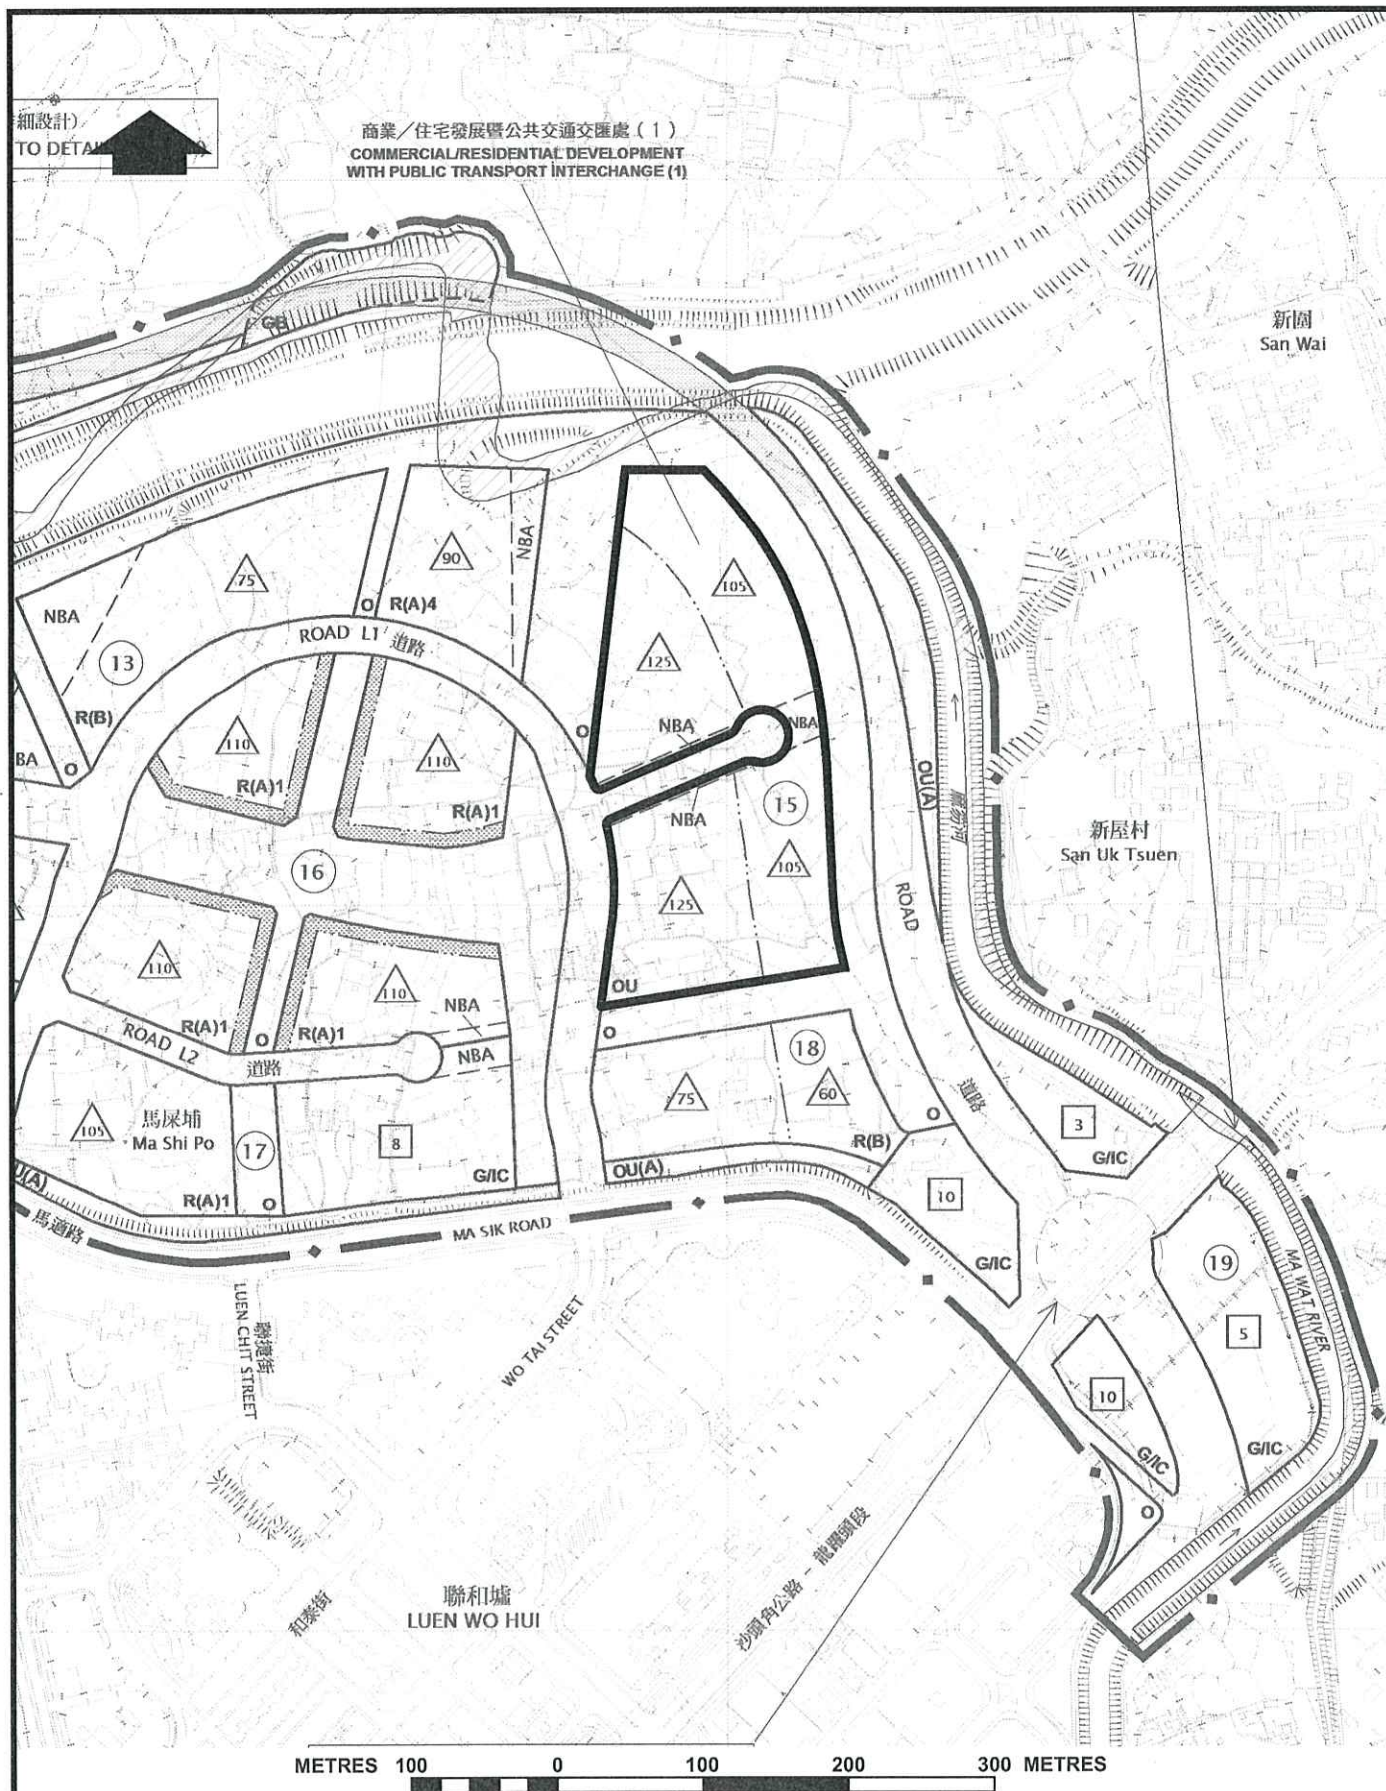 細設計)
TO DETAI
商業／住宅發展暨公共交通交匯處（1）
COMMERCIAL/RESIDENTIAL DEVELOPMENT
WITH PUBLIC TRANSPORT INTERCHANGE (1)
新圍
San Wai
GB
NBA
90
75
105
NBA
O
R(A)4
ROAD L1 道路
13
125
R(B)
NBA
NBA
O
110
110
BA
O
R(A)1
R(A)1
NBA
15
OU(A)
新屋村
San Uk Tsuen
16
105
125
ROAD
110
110
OU
NBA
R(A)1
R(A)1
O
ROAD L2
道路
NBA
O
18
75
60
道路
O
馬屎埔
Ma Shi Po
105
17
8
R(B)
3
G/IC
U(A)
R(A)1
O
G/IC
OU(A)
10
馬適路
MA SIK ROAD
G/IC
19
MA WAT RIVER
5
LUEN CHIT STREET
聯捷街
WO TAI STREET
10
G/IC
G/IC
O
和泰街
聯和墟
LUEN WO HUI
沙頭角公路 - 龍躍頭段
METRES 100 0 100 200 300 METRES